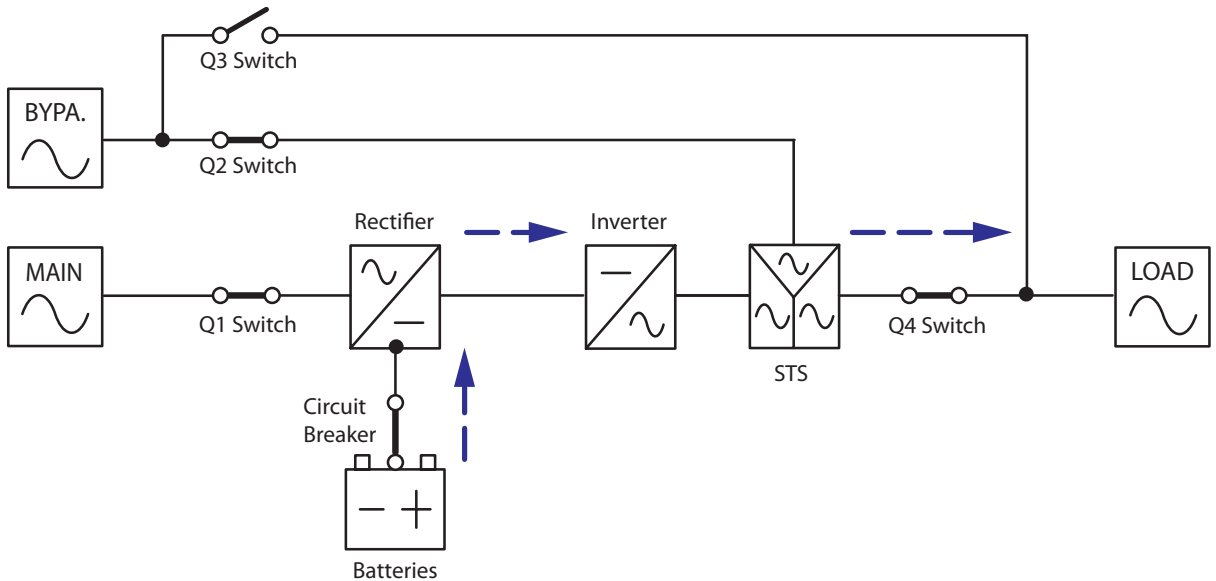 Q3 Switch
BYPA.
Q2 Switch
Rectifier
Inverter
MAIN
LOAD
Q1 Switch
Q4 Switch
STS
Circuit
Breaker
Batteries